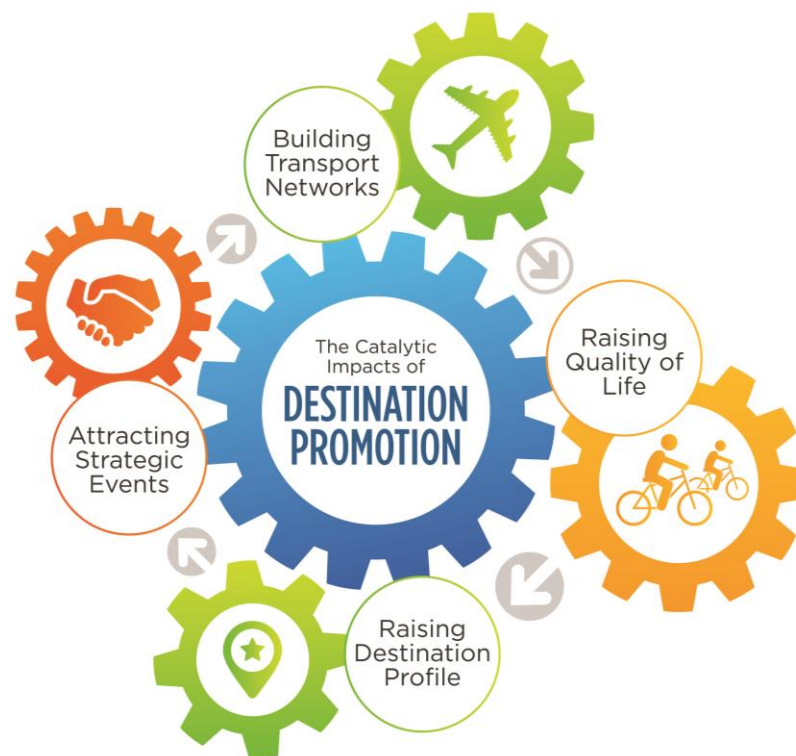 Building
Transport
Networks
Raising
Quality of
Life
The Catalytic
Impacts of
DESTINATION
PROMOTION
Attracting
Strategic
Events
Raising
Destination
Profile